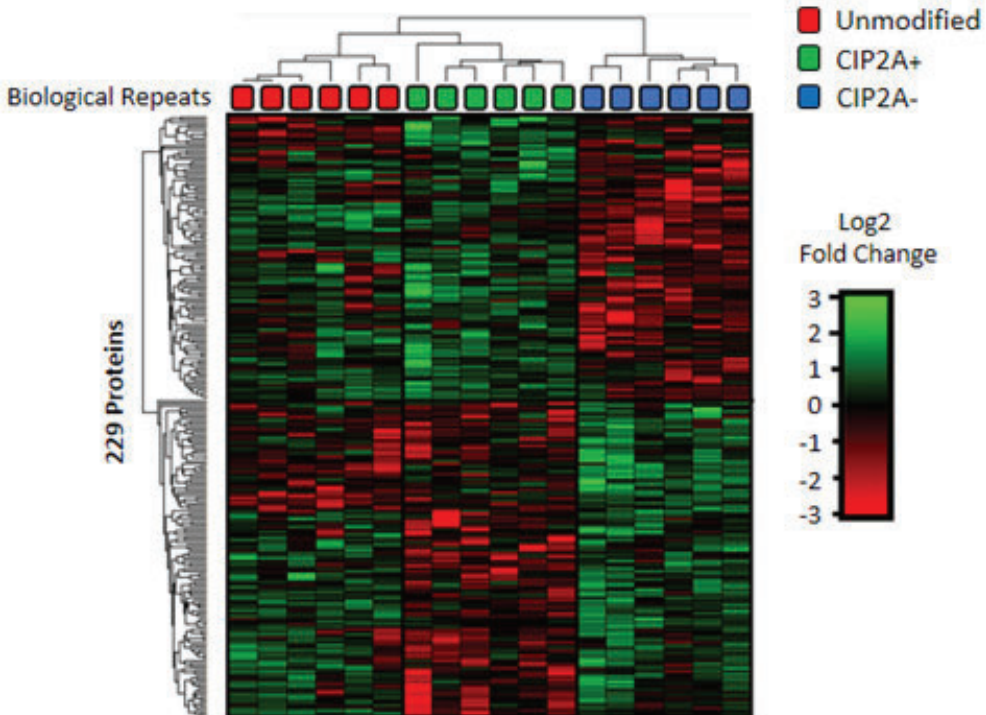 Unmodified
CIP2A+
CIP2A-
Biological Repeats
229 Proteins
Log2
Fold Change
3
2
1
0
-1
-2
-3